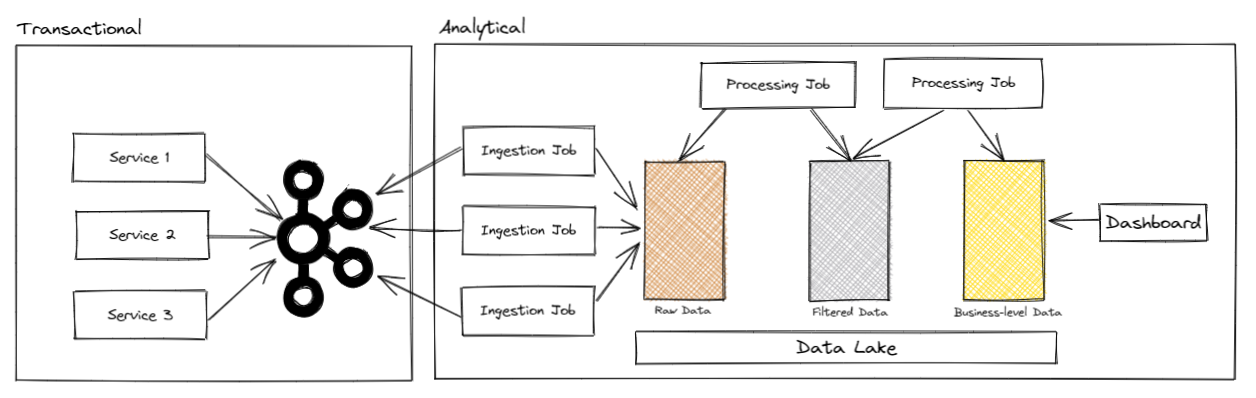 Transactional
Analytical
Service 1
Service 2
Service 3
Ingestion Job
Ingestion Job
Ingestion Job
Processing Job
Processing Job
Raw Data
Filtered Data
Business-level Data
Dashboard
Data Lake